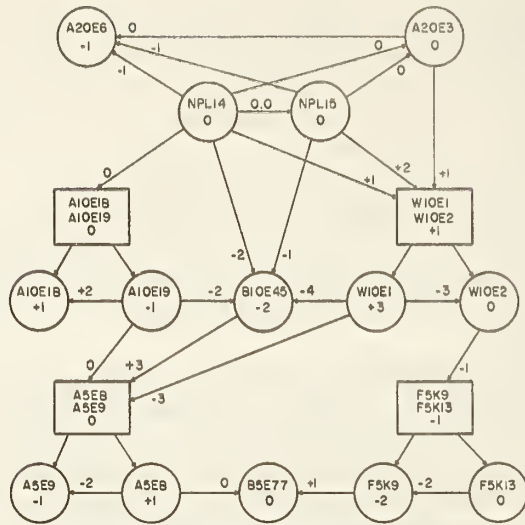 A20E6
-1
0
A20E3
0
-1
-1
0
0
NPL14
0
0.0
NPL15
0
0
+1
+2
+1
A10E18
A10E19
0
-2
-1
W10E1
W10E2
+1
A10E18
+1
+2
A10E19
-1
-2
B10E45
-2
-4
W10E1
+3
-3
W10E2
0
0
+3
-3
-1
A5E8
A5E9
0
F5K9
F5K13
-1
A5E9
-1
-2
A5E8
+1
0
B5E77
0
+1
F5K9
-2
-2
F5K13
0